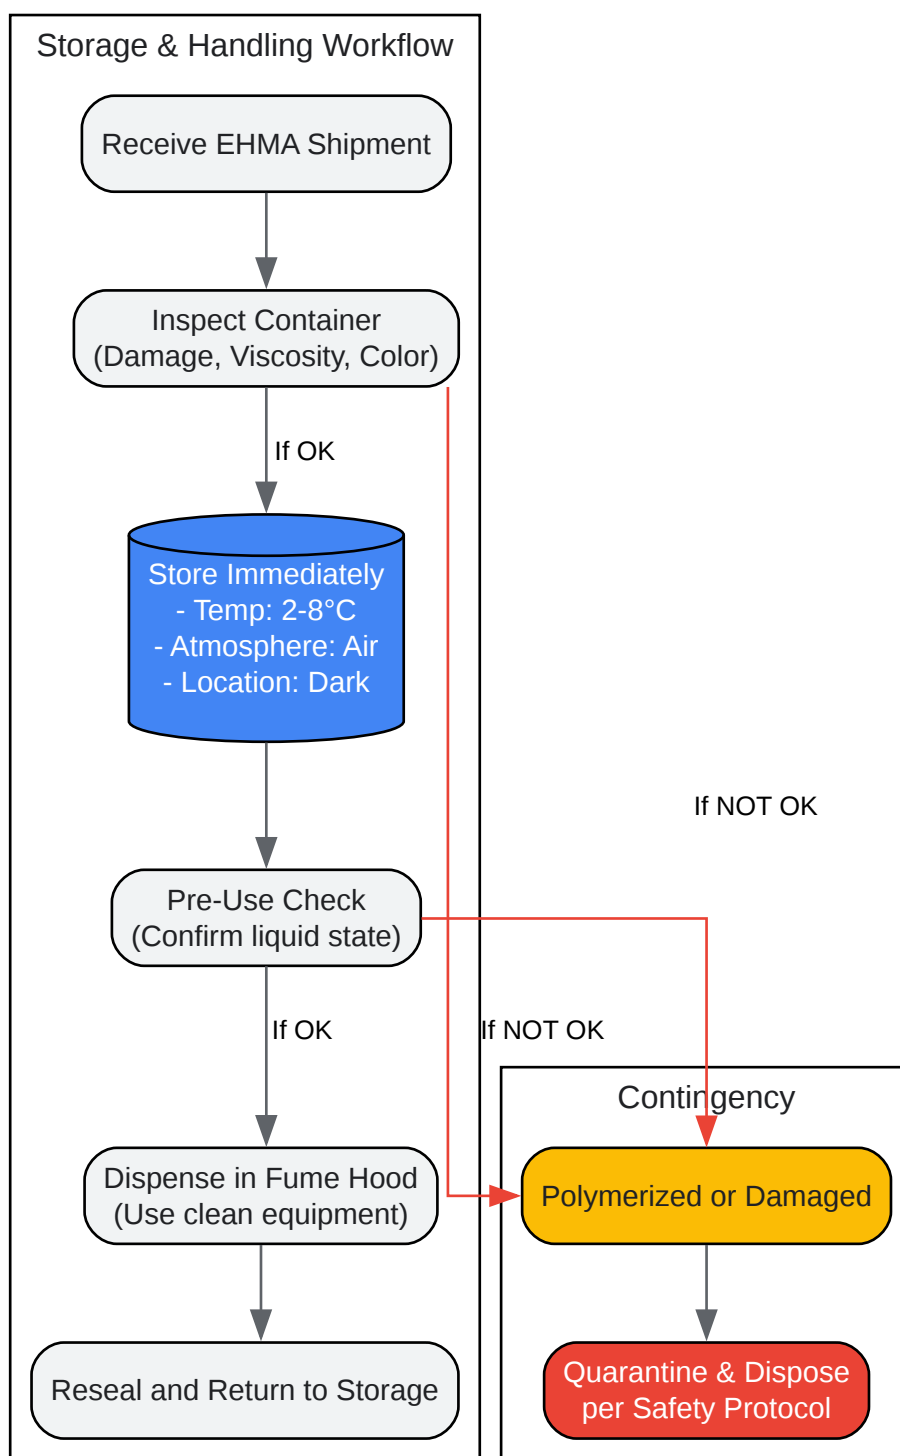 Storage & Handling Workflow
Receive EHMA Shipment
Inspect Container
(Damage, Viscosity, Color)
If OK
Store Immediately
- Temp: 2-8°C
- Atmosphere: Air
- Location: Dark
If NOT OK
Pre-Use Check
(Confirm liquid state)
If OK
If NOT OK
Contingency
Dispense in Fume Hood
(Use clean equipment)
Polymerized or Damaged
Reseal and Return to Storage
Quarantine & Dispose
per Safety Protocol